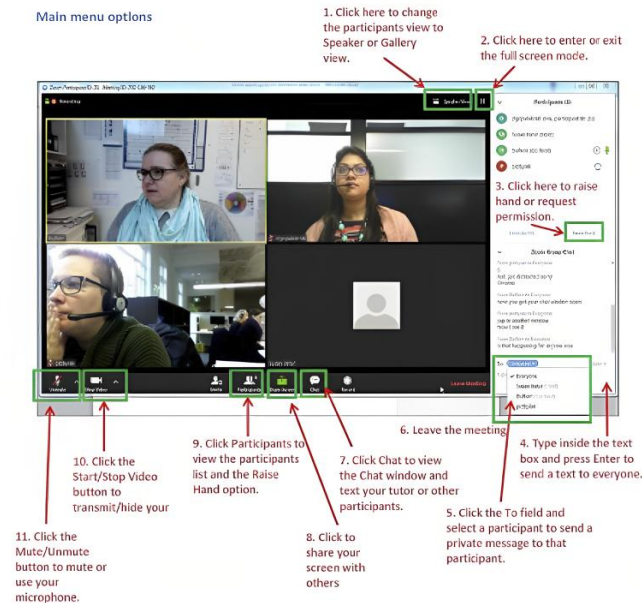 Main menu options
1. Click here to change
the participants view to
Speaker or Gallery
view.
2. Click here to enter or exit
the full screen mode.
Recording
3. Click here to raise
hand or request
permission.
Zoom Group Chat
To
Everyone
Leave Meeting
Participants
Chat
6. Leave the meeting
4. Type inside the text
box and press Enter to
send a text to everyone.
5. Click the To field and
select a participant to send a
private message to that
participant.
7. Click Chat to view
the Chat window and
text your tutor or other
participants.
8. Click to
share your
screen with
others
9. Click Participants to
view the participants
list and the Raise
Hand option.
10. Click the
Start/Stop Video
button to
transmit/hide your
11. Click the
Mute/Unmute
button to mute or
use your
microphone.